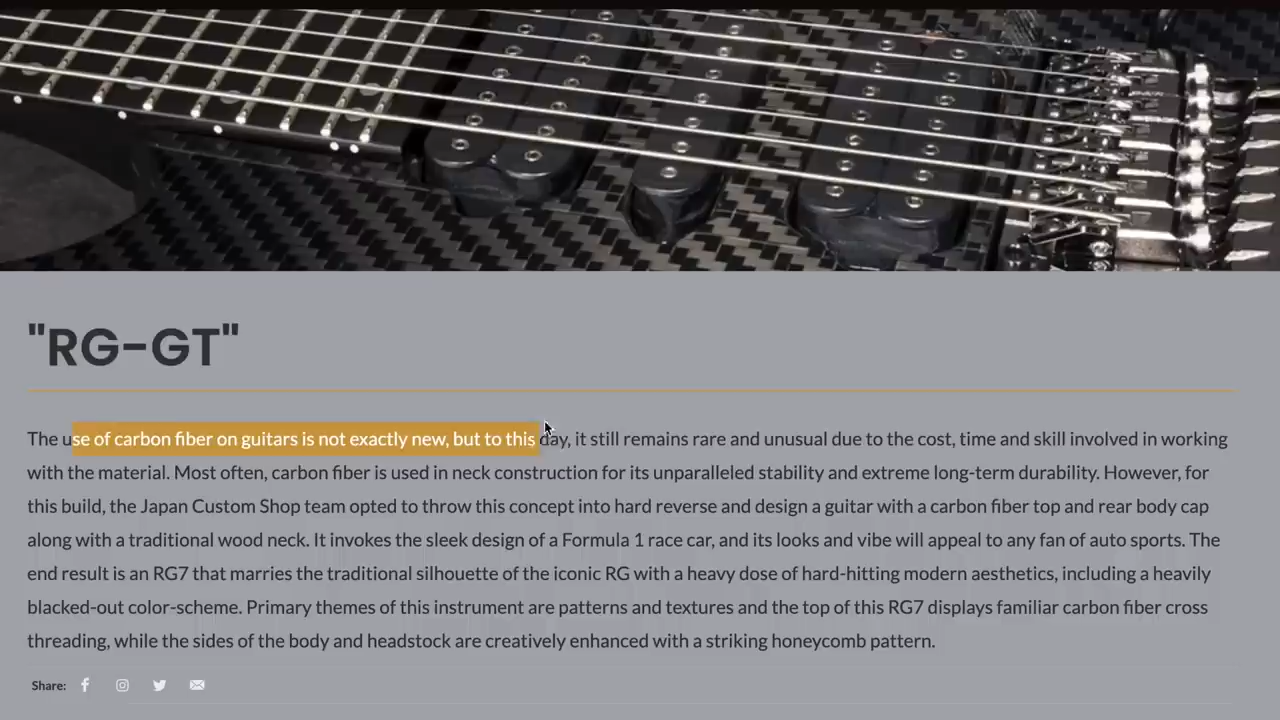 "RG-GT"
The use of carbon fiber on guitars is not exactly new, but to this day, it still remains rare and unusual due to the cost, time and skill involved in working
with the material. Most often, carbon fiber is used in neck construction for its unparalleled stability and extreme long-term durability. However, for
this build, the Japan Custom Shop team opted to throw this concept into hard reverse and design a guitar with a carbon fiber top and rear body cap
along with a traditional wood neck. It invokes the sleek design of a Formula 1 race car, and its looks and vibe will appeal to any fan of auto sports. The
end result is an RG7 that marries the traditional silhouette of the iconic RG with a heavy dose of hard-hitting modern aesthetics, including a heavily
blacked-out color-scheme. Primary themes of this instrument are patterns and textures and the top of this RG7 displays familiar carbon fiber cross
threading, while the sides of the body and headstock are creatively enhanced with a striking honeycomb pattern.
Share: